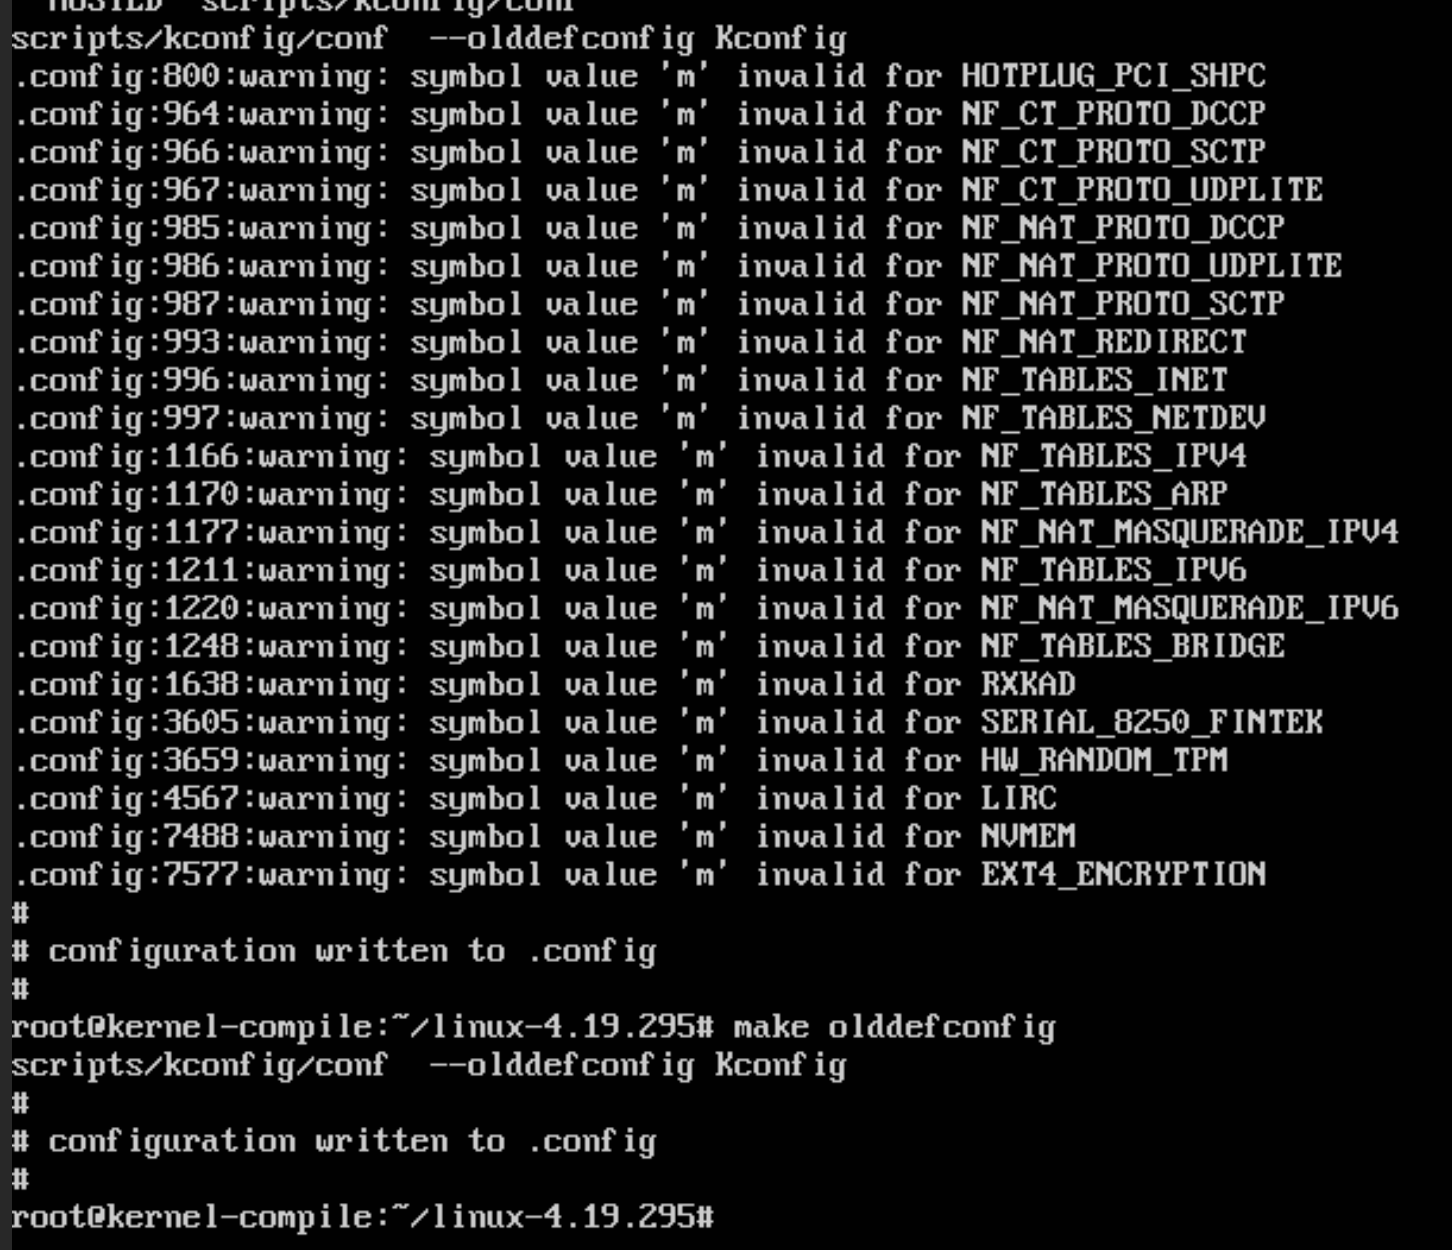 HOSTLD  scripts/kconfig/conf
scripts/kconfig/conf  --olddefconfig Kconfig
.config:800:warning: symbol value 'm' invalid for HOTPLUG_PCI_SHPC
.config:964:warning: symbol value 'm' invalid for NF_CT_PROTO_DCCP
.config:966:warning: symbol value 'm' invalid for NF_CT_PROTO_SCTP
.config:967:warning: symbol value 'm' invalid for NF_CT_PROTO_UDPLITE
.config:985:warning: symbol value 'm' invalid for NF_NAT_PROTO_DCCP
.config:986:warning: symbol value 'm' invalid for NF_NAT_PROTO_UDPLITE
.config:987:warning: symbol value 'm' invalid for NF_NAT_PROTO_SCTP
.config:993:warning: symbol value 'm' invalid for NF_NAT_REDIRECT
.config:996:warning: symbol value 'm' invalid for NF_TABLES_INET
.config:997:warning: symbol value 'm' invalid for NF_TABLES_NETDEV
.config:1166:warning: symbol value 'm' invalid for NF_TABLES_IPV4
.config:1170:warning: symbol value 'm' invalid for NF_TABLES_ARP
.config:1177:warning: symbol value 'm' invalid for NF_NAT_MASQUERADE_IPV4
.config:1211:warning: symbol value 'm' invalid for NF_TABLES_IPV6
.config:1220:warning: symbol value 'm' invalid for NF_NAT_MASQUERADE_IPV6
.config:1248:warning: symbol value 'm' invalid for NF_TABLES_BRIDGE
.config:1638:warning: symbol value 'm' invalid for RXKAD
.config:3605:warning: symbol value 'm' invalid for SERIAL_8250_FINTEK
.config:3659:warning: symbol value 'm' invalid for HW_RANDOM_TPM
.config:4567:warning: symbol value 'm' invalid for LIRC
.config:7488:warning: symbol value 'm' invalid for NVMEM
.config:7577:warning: symbol value 'm' invalid for EXT4_ENCRYPTION
#
# configuration written to .config
#
root@kernel-compile:~/linux-4.19.295# make olddefconfig
scripts/kconfig/conf  --olddefconfig Kconfig
#
# configuration written to .config
#
root@kernel-compile:~/linux-4.19.295#